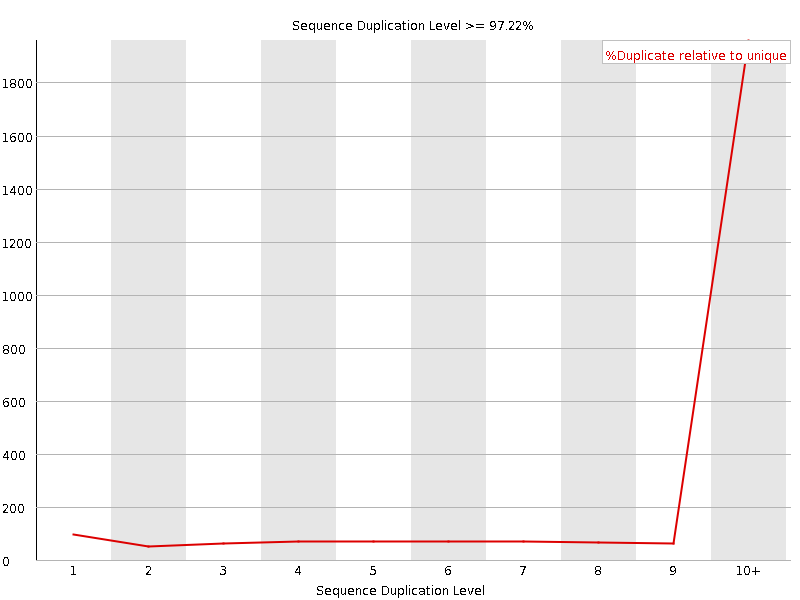 Sequence Duplication Level >= 97.22%
%Duplicate relative to unique
1800
1600
1400
1200
1000
800
600
400
200
0
1 2 3 4 5 6 7 8 9 10+
Sequence Duplication Level